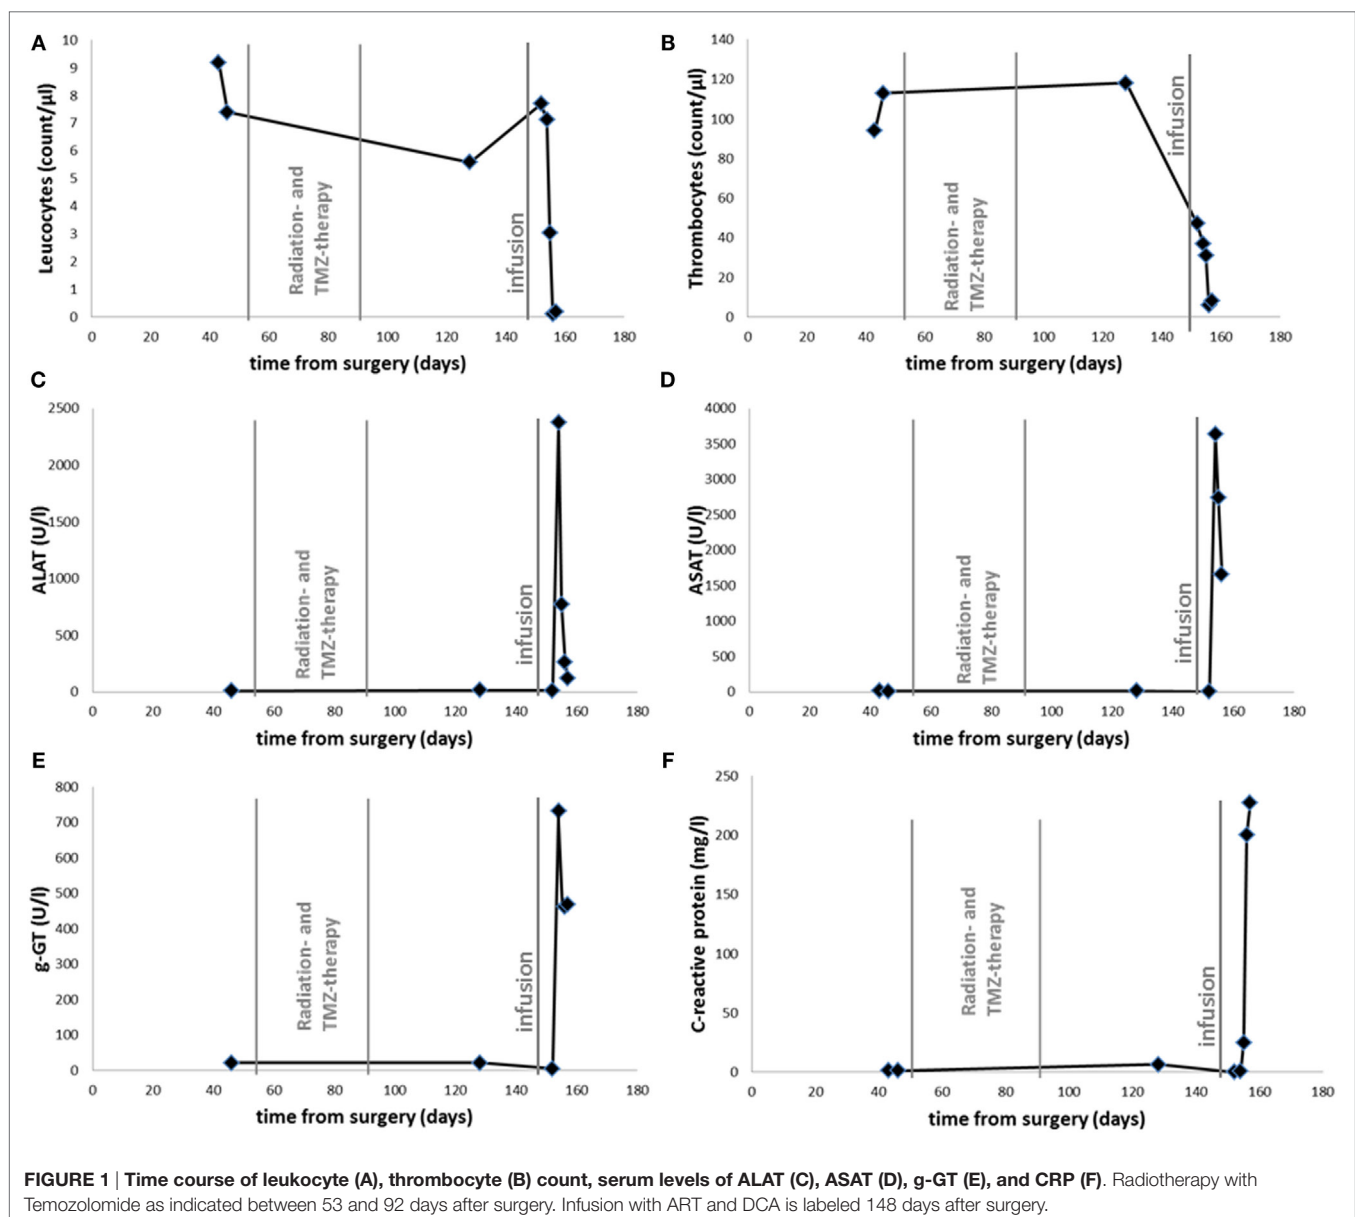 A
Leucocytes (count/µl)
10
9
8
7
6
5
4
3
2
1
0
Radiation- and
TMZ-therapy
infusion
0 20 40 60 80 100 120 140 160 180
time from surgery (days)
B
Thrombocytes (count/µl)
140
120
100
80
60
40
20
0
Radiation- and
TMZ-therapy
infusion
0 20 40 60 80 100 120 140 160 180
time from surgery (days)
C
ALAT (U/l)
2500
2000
1500
1000
500
0
Radiation- and
TMZ-therapy
infusion
0 20 40 60 80 100 120 140 160 180
time from surgery (days)
D
ASAT (U/l)
4000
3500
3000
2500
2000
1500
1000
500
0
Radiation- and
TMZ-therapy
infusion
0 20 40 60 80 100 120 140 160 180
time from surgery (days)
E
g-GT (U/l)
800
700
600
500
400
300
200
100
0
Radiation- and
TMZ-therapy
infusion
0 20 40 60 80 100 120 140 160 180
time from surgery (days)
F
C-reactive protein (mg/l)
250
200
150
100
50
0
Radiation- and
TMZ-therapy
infusion
0 20 40 60 80 100 120 140 160 180
time from surgery (days)
FIGURE 1 | Time course of leukocyte (A), thrombocyte (B) count, serum levels of ALAT (C), ASAT (D), g-GT (E), and CRP (F). Radiotherapy with
Temozolomide as indicated between 53 and 92 days after surgery. Infusion with ART and DCA is labeled 148 days after surgery.